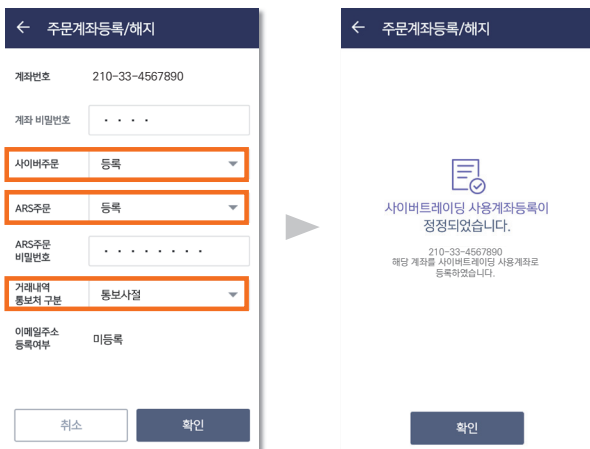 주문계좌등록/해지
계좌번호 210-33-4567890
계좌 비밀번호 • • • •
사이버주문 등록
ARS주문 등록
ARS주문
비밀번호 • • • • • • • •
거래내역
통보처 구분 통보사절
이메일주소
등록여부 미등록
취소 확인
주문계좌등록/해지
사이버트레이딩 사용계좌등록이
정정되었습니다.
210-33-4567890
해당 계좌를 사이버트레이딩 사용계좌로
등록하였습니다.
확인